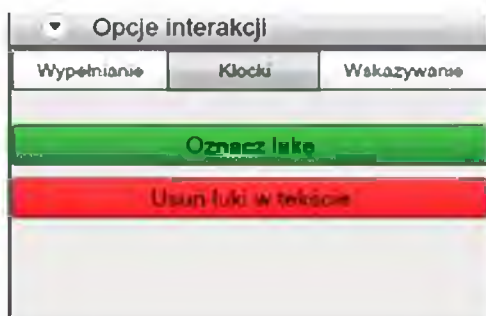 Opcje interakcji
Wypełnianie Klocki Wskazywanie
Oznacz lukę
Usuń luki w tekście